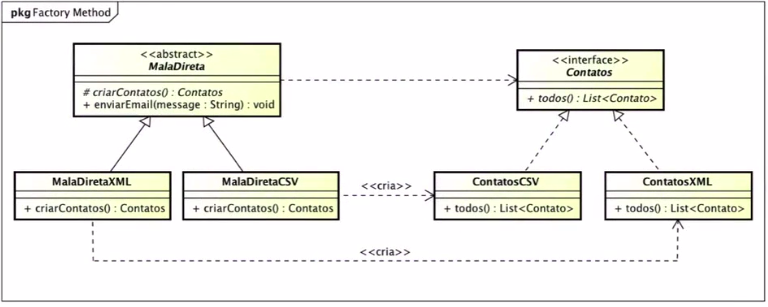 pkg Factory Method
<<abstract>>
MalaDireta
# criarContatos() : Contatos
+ enviarEmail(message : String) : void
<<interface>>
Contatos
+ todos() : List<Contato>
MalaDiretaXML
+ criarContatos() : Contatos
MalaDiretaCSV
+ criarContatos() : Contatos
<<cria>>
ContatosCSV
+ todos() : List<Contato>
ContatosXML
+ todos() : List<Contato>
<<cria>>